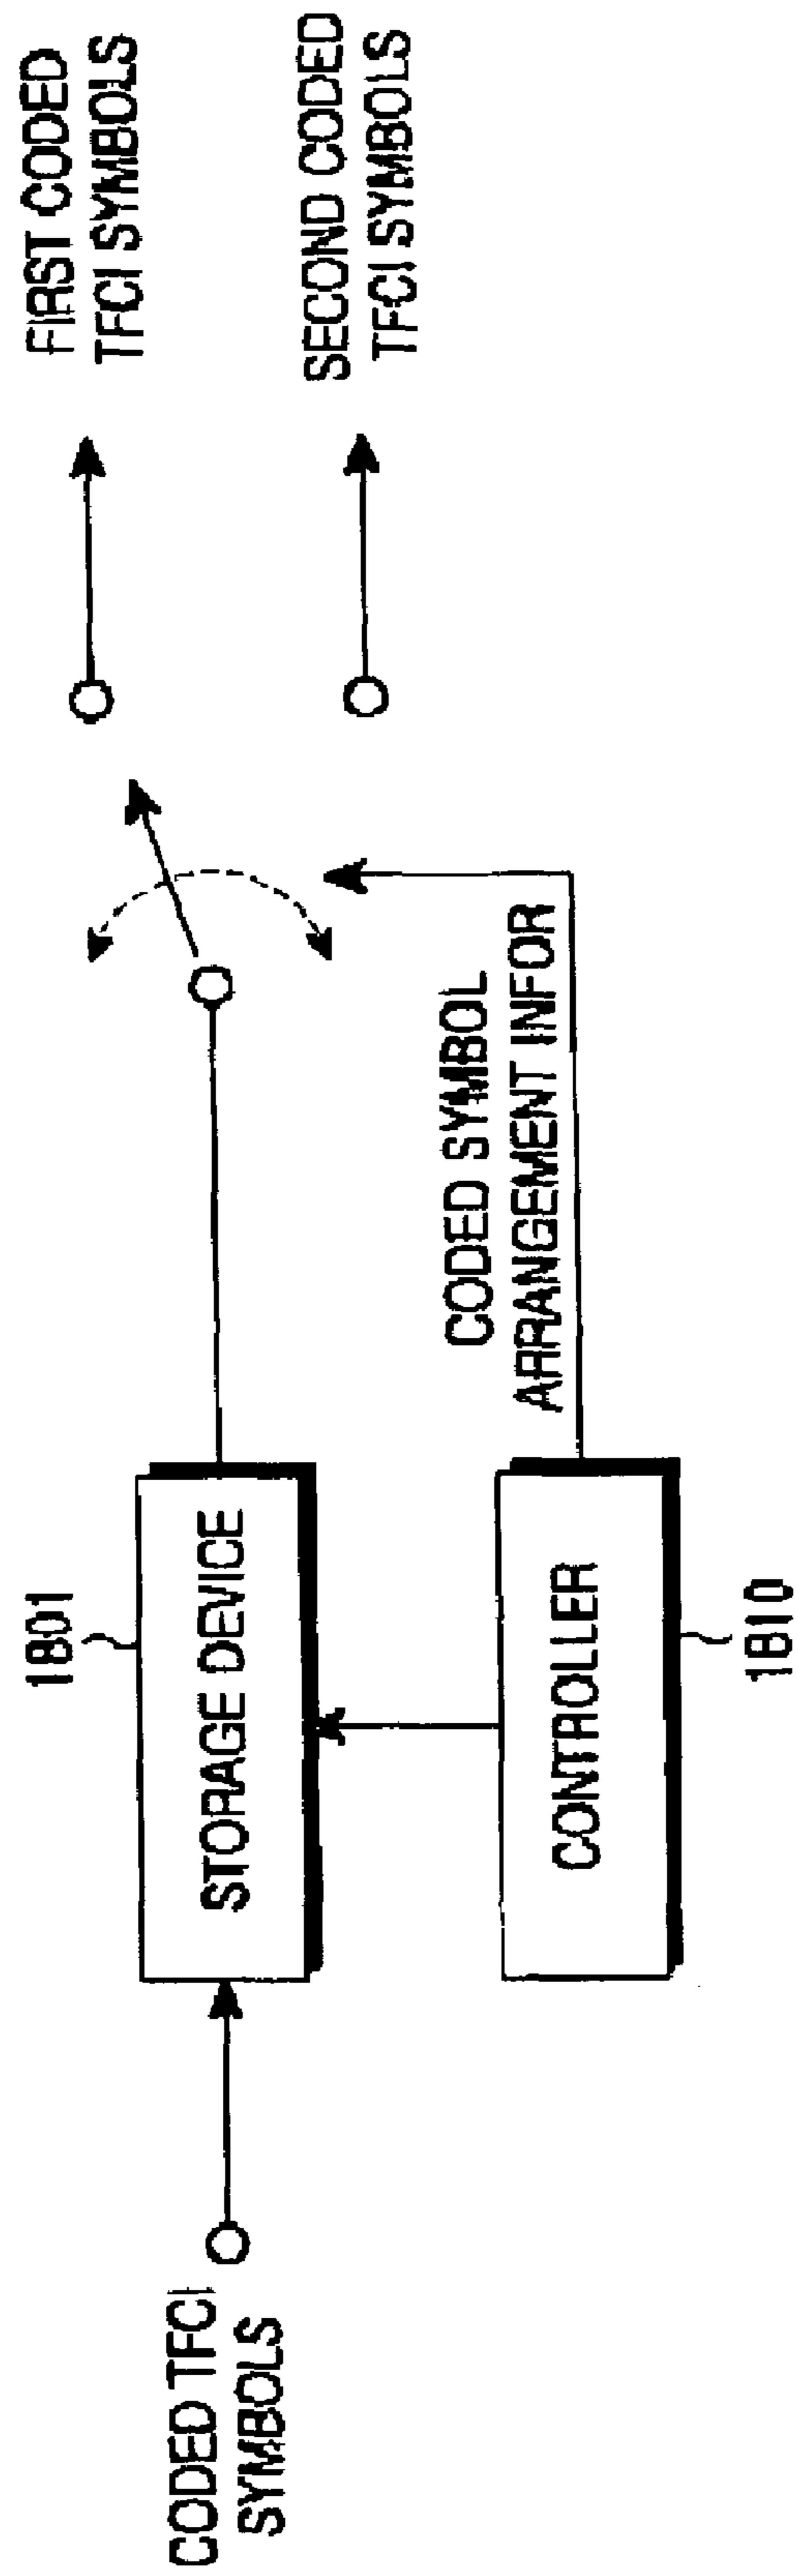 CODED TFCI
SYMBOLS
1801
STORAGE DEVICE
CONTROLLER
1810
CODED SYMBOL
ARRANGEMENT INFOR
FIRST CODED
TFCI SYMBOLS
SECOND CODED
TFCI SYMBOLS